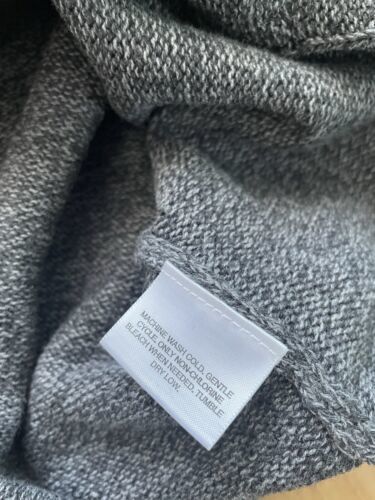 MACHINE WASH COLD, GENTLE
CYCLE. ONLY NON-CHLORINE
BLEACH WHEN NEEDED, TUMBLE
DRY LOW.